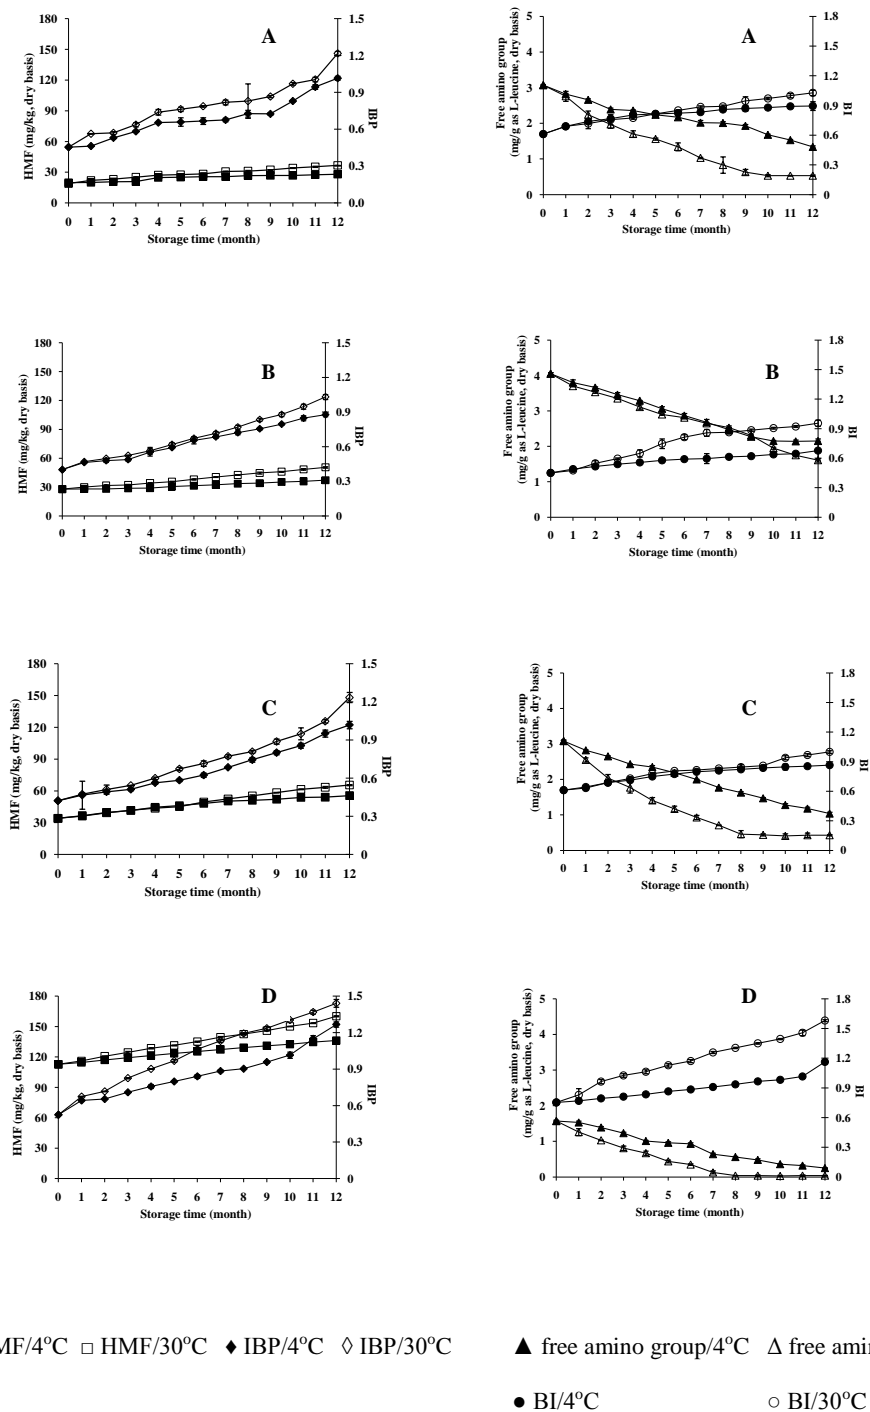 A
HMF (mg/kg, dry basis)
180
150
120
90
60
30
0
1.5
1.2
0.9
0.6
0.3
0.0
IBP
0 1 2 3 4 5 6 7 8 9 10 11 12
Storage time (month)
A
Free amino group
(mg/g as L-leucine, dry basis)
5
4
3
2
1
0
1.8
1.5
1.2
0.9
0.6
0.3
0
BI
0 1 2 3 4 5 6 7 8 9 10 11 12
Storage time (month)
B
HMF (mg/kg, dry basis)
180
150
120
90
60
30
0
1.5
1.2
0.9
0.6
0.3
0
IBP
0 1 2 3 4 5 6 7 8 9 10 11 12
Storage time (month)
B
Free amino group
(mg/g as L-leucine, dry basis)
5
4
3
2
1
0
1.8
1.5
1.2
0.9
0.6
0.3
0
BI
0 1 2 3 4 5 6 7 8 9 10 11 12
Storage time (month)
C
HMF (mg/kg, dry basis)
180
150
120
90
60
30
0
1.5
1.2
0.9
0.6
0.3
0
IBP
0 1 2 3 4 5 6 7 8 9 10 11 12
Storage time (month)
C
Free amino group
(mg/g as L-leucine, dry basis)
5
4
3
2
1
0
1.8
1.5
1.2
0.9
0.6
0.3
0
BI
0 1 2 3 4 5 6 7 8 9 10 11 12
Storage time (month)
D
HMF (mg/kg, dry basis)
180
150
120
90
60
30
0
1.5
1.2
0.9
0.6
0.3
0
IBP
0 1 2 3 4 5 6 7 8 9 10 11 12
Storage time (month)
D
Free amino group
(mg/g as L-leucine, dry basis)
5
4
3
2
1
0
1.8
1.5
1.2
0.9
0.6
0.3
0
BI
0 1 2 3 4 5 6 7 8 9 10 11 12
Storage time (month)
MF/4°C □ HMF/30°C ♦ IBP/4°C ◊ IBP/30°C
▲ free amino group/4°C Δ free amin
● BI/4°C ○ BI/30°C